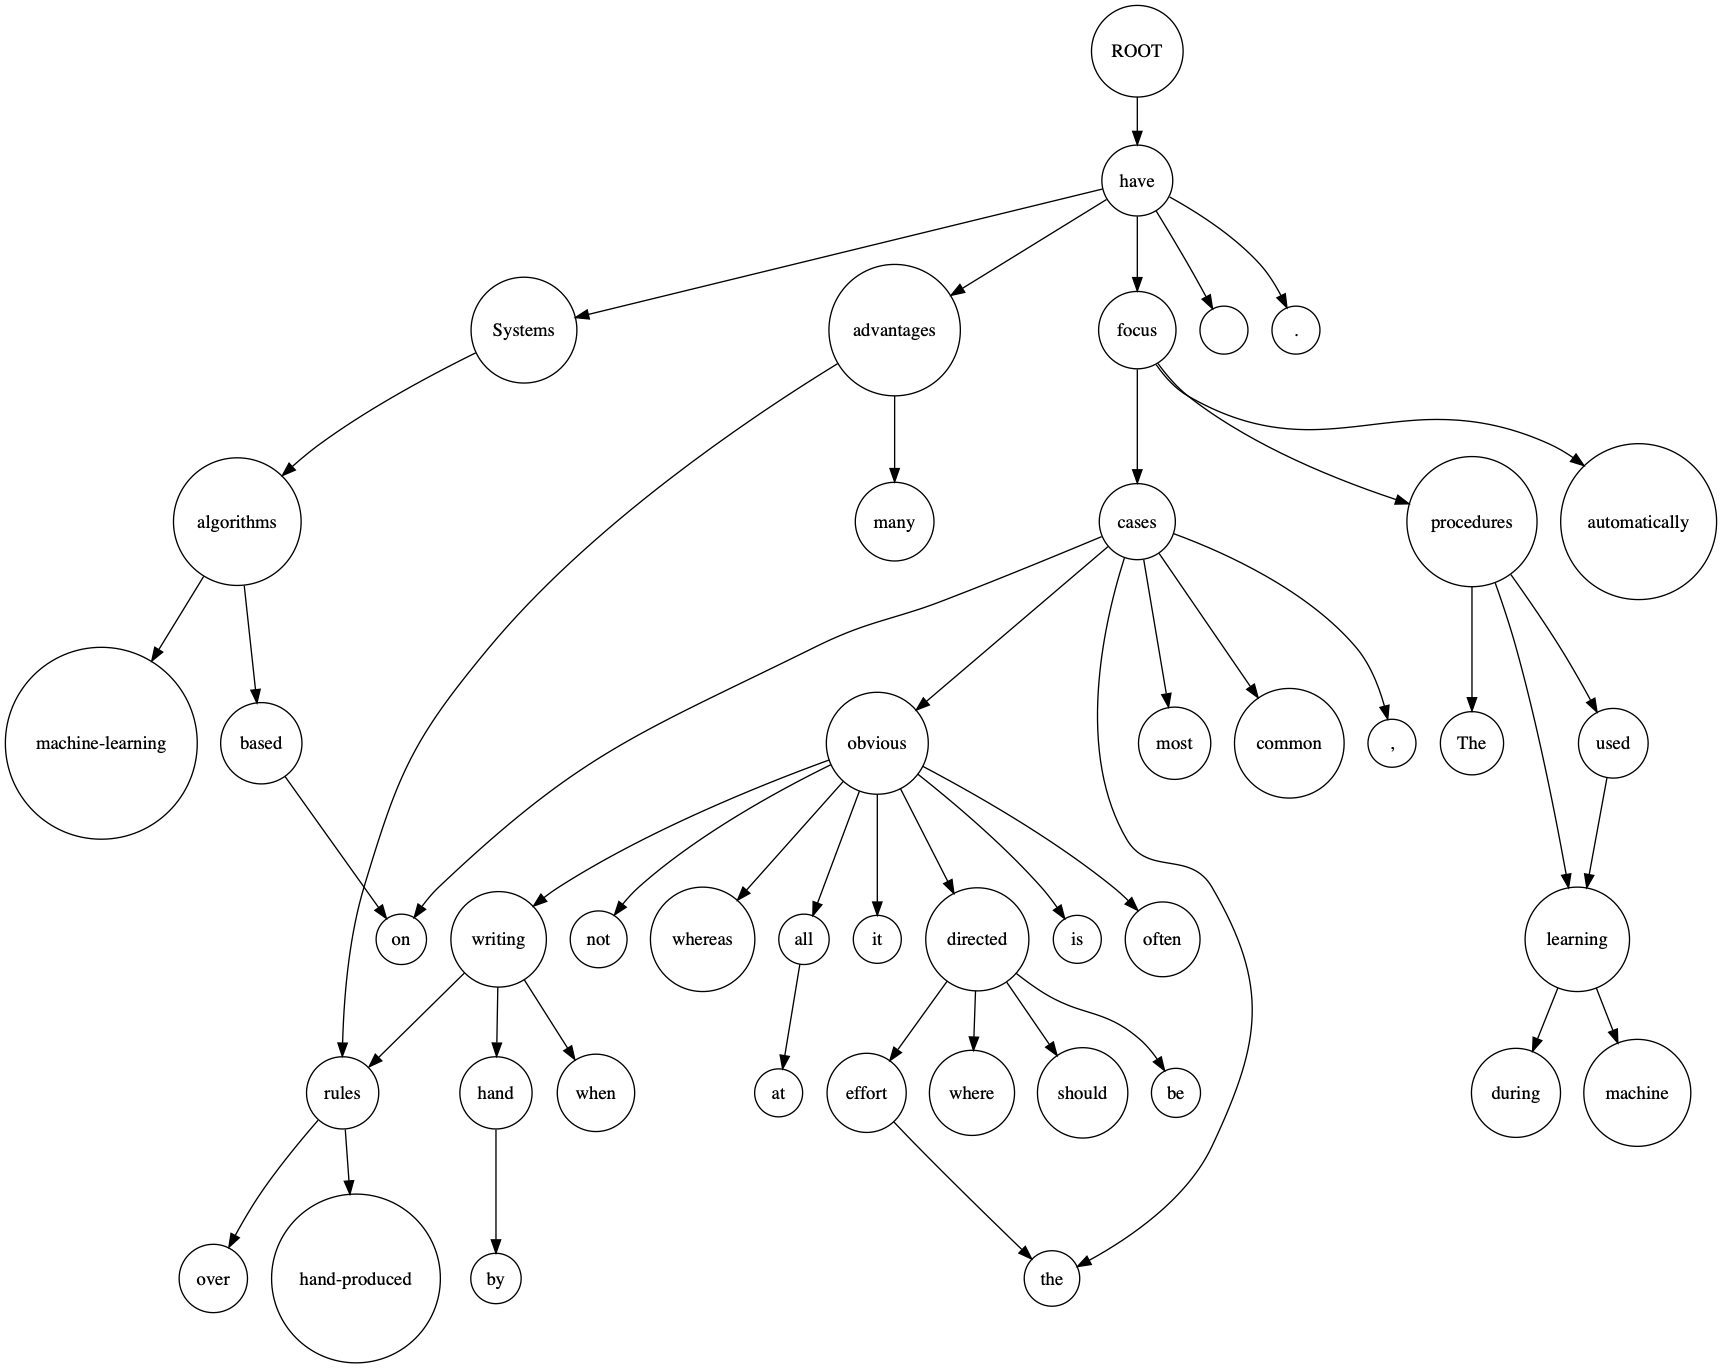 ROOT
have
Systems
advantages
focus
.
algorithms
many
cases
procedures
automatically
machine-learning
based
obvious
most
common
,
The
used
on
writing
not
whereas
all
it
directed
is
often
learning
rules
hand
when
at
effort
where
should
be
during
machine
over
hand-produced
by
the